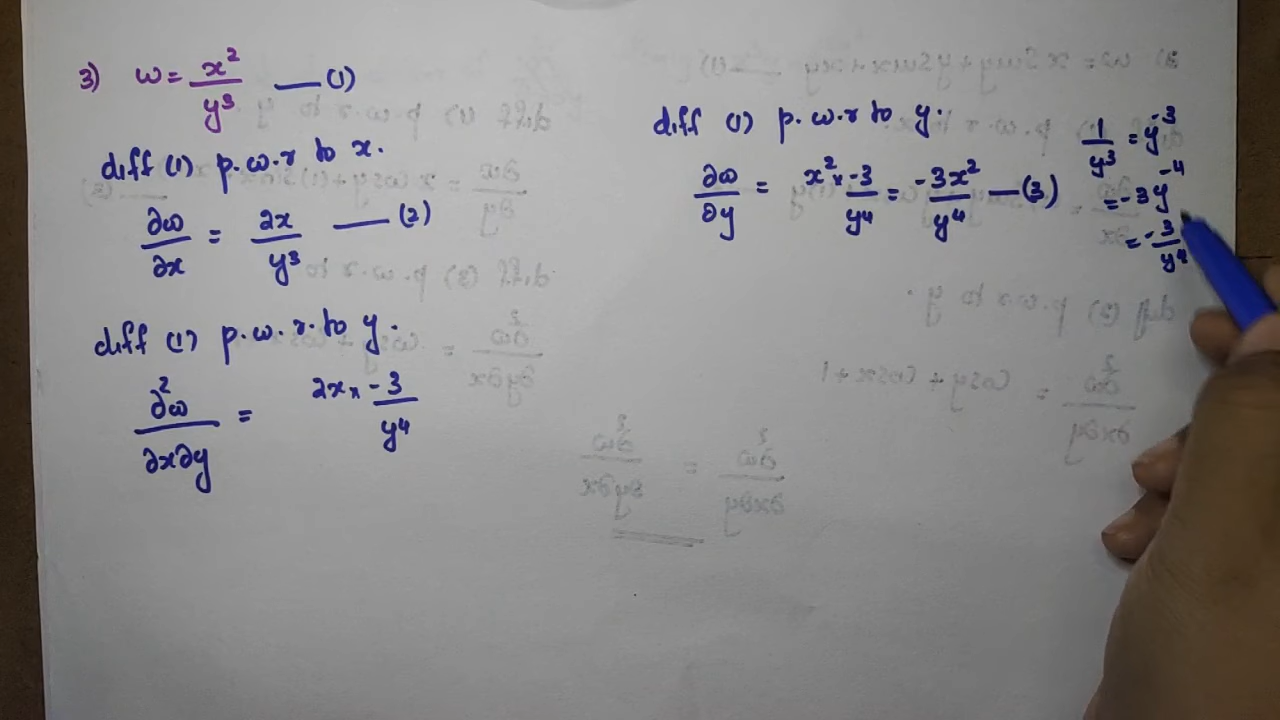 3) ω = x² / y³ —— (1)
diff (1) p.w.r to x.
∂ω / ∂x = 2x / y³ —— (2)
diff (1) p.w.r. to y.
∂²ω / ∂x∂y = 2x × -3 / y⁴
diff (1) p.w.r to y.
∂ω / ∂y = x² × -3 / y⁴ = -3x² / y⁴ — (3)
1 / y³ = y⁻³
= -3y⁻⁴
= -3 / y⁴